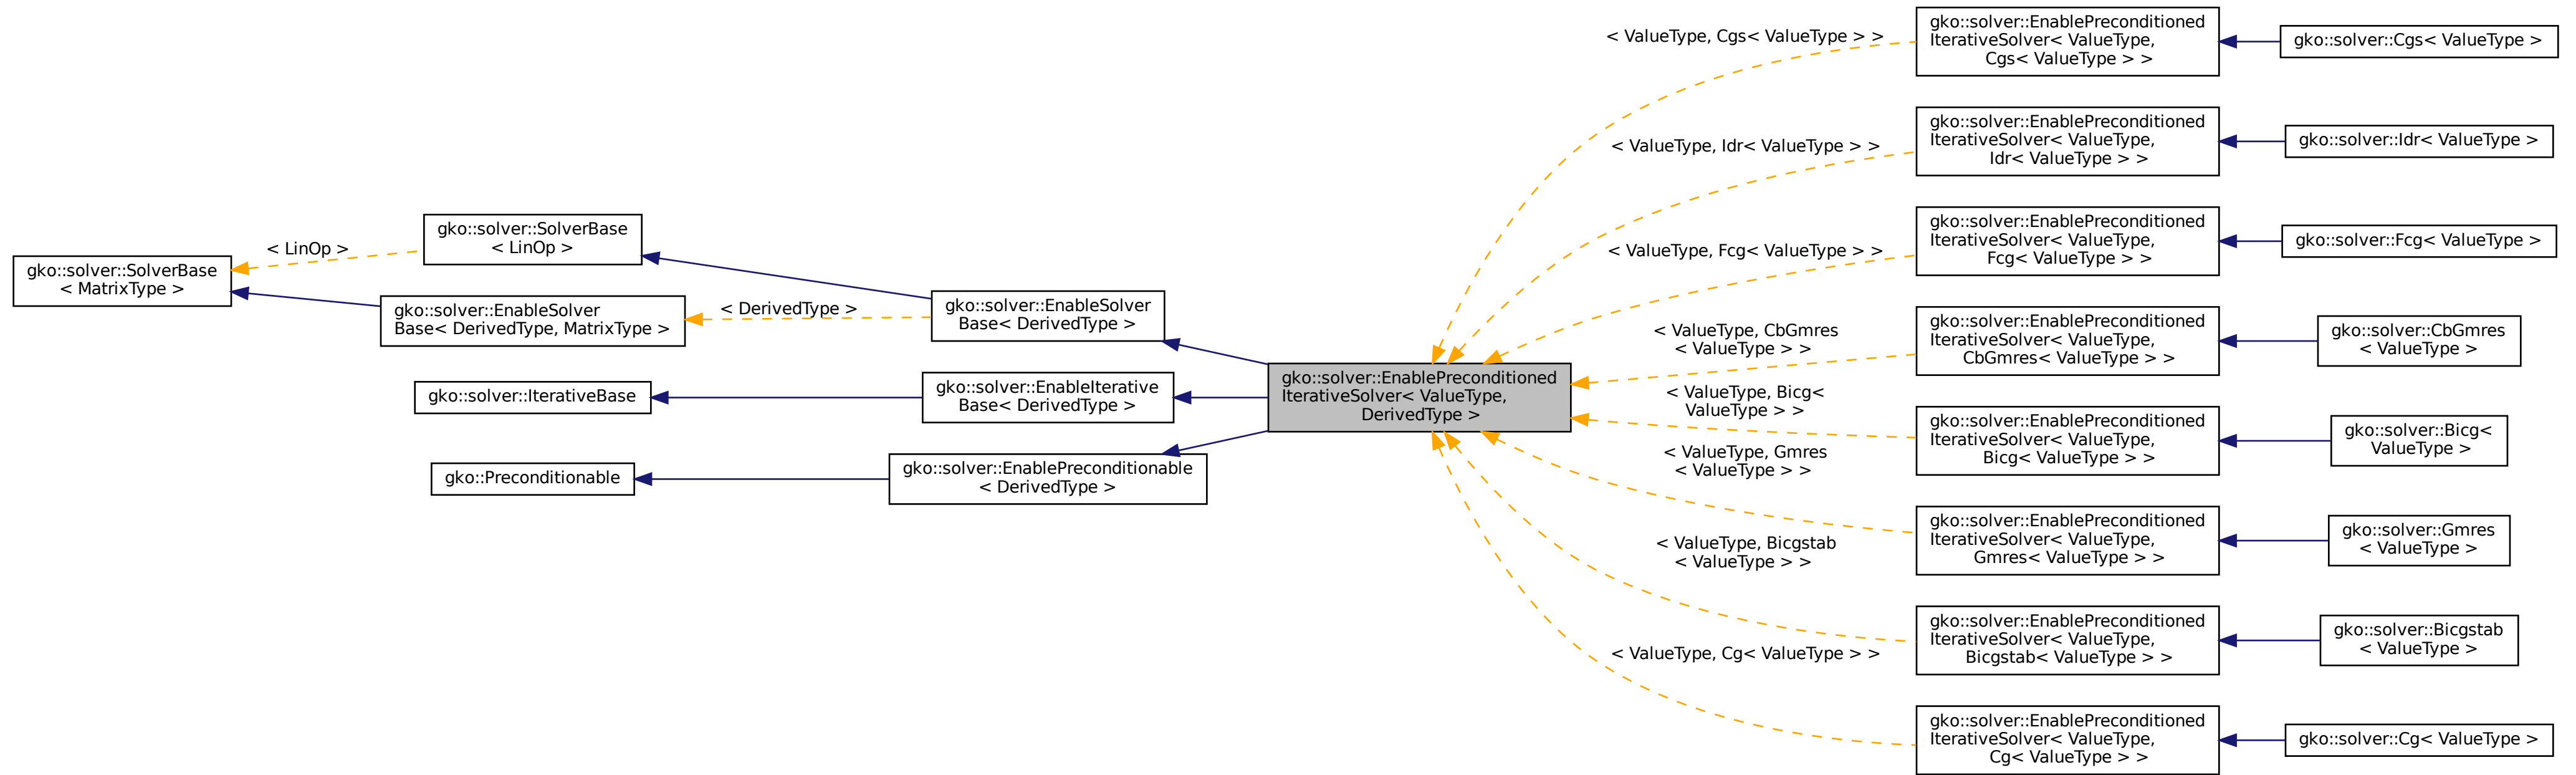 gko::solver::SolverBase
< MatrixType >
< LinOp >
gko::solver::SolverBase
< LinOp >
gko::solver::EnableSolver
Base< DerivedType, MatrixType >
gko::solver::IterativeBase
gko::Preconditionable
< DerivedType >
gko::solver::EnableSolver
Base< DerivedType >
gko::solver::EnableIterative
Base< DerivedType >
gko::solver::EnablePreconditionable
< DerivedType >
gko::solver::EnablePreconditioned
IterativeSolver< ValueType,
DerivedType >
< ValueType, Cgs< ValueType > >
< ValueType, Idr< ValueType > >
< ValueType, Fcg< ValueType > >
< ValueType, CbGmres
< ValueType > >
< ValueType, Bicg<
ValueType > >
< ValueType, Gmres
< ValueType > >
< ValueType, Bicgstab
< ValueType > >
< ValueType, Cg< ValueType > >
gko::solver::EnablePreconditioned
IterativeSolver< ValueType,
Cgs< ValueType > >
gko::solver::Cgs< ValueType >
gko::solver::EnablePreconditioned
IterativeSolver< ValueType,
Idr< ValueType > >
gko::solver::Idr< ValueType >
gko::solver::EnablePreconditioned
IterativeSolver< ValueType,
Fcg< ValueType > >
gko::solver::Fcg< ValueType >
gko::solver::EnablePreconditioned
IterativeSolver< ValueType,
CbGmres< ValueType > >
gko::solver::CbGmres
< ValueType >
gko::solver::EnablePreconditioned
IterativeSolver< ValueType,
Bicg< ValueType > >
gko::solver::Bicg<
ValueType >
gko::solver::EnablePreconditioned
IterativeSolver< ValueType,
Gmres< ValueType > >
gko::solver::Gmres
< ValueType >
gko::solver::EnablePreconditioned
IterativeSolver< ValueType,
Bicgstab< ValueType > >
gko::solver::Bicgstab
< ValueType >
gko::solver::EnablePreconditioned
IterativeSolver< ValueType,
Cg< ValueType > >
gko::solver::Cg< ValueType >